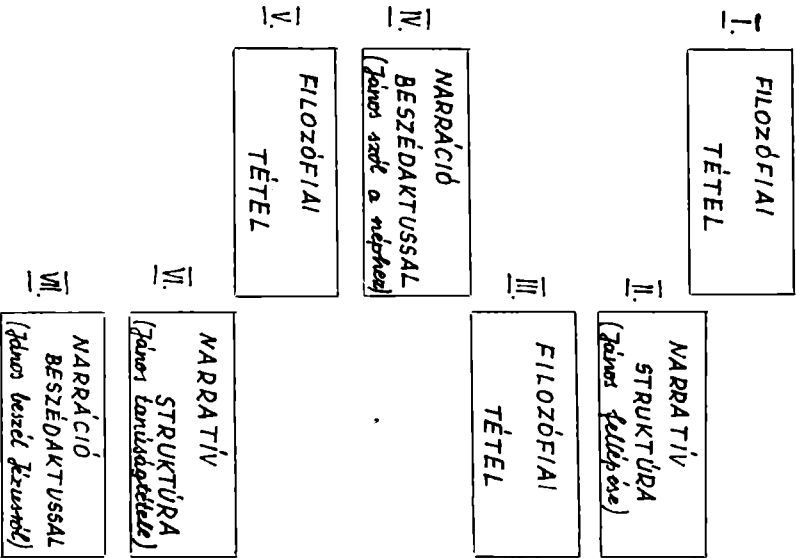 I.
FILOZÓFIAI
TÉTEL
II.
NARRATÍV
STRUKTÚRA
(János fellépése)
III.
FILOZÓFIAI
TÉTEL
IV.
NARRÁCIÓ
BESZÉDAKTUSSAL
(János szól a néphez)
V.
FILOZÓFIAI
TÉTEL
VI.
NARRATÍV
STRUKTÚRA
(János tanúságtétele)
VII.
NARRÁCIÓ
BESZÉDAKTUSSAL
(János beszél Jézusról)